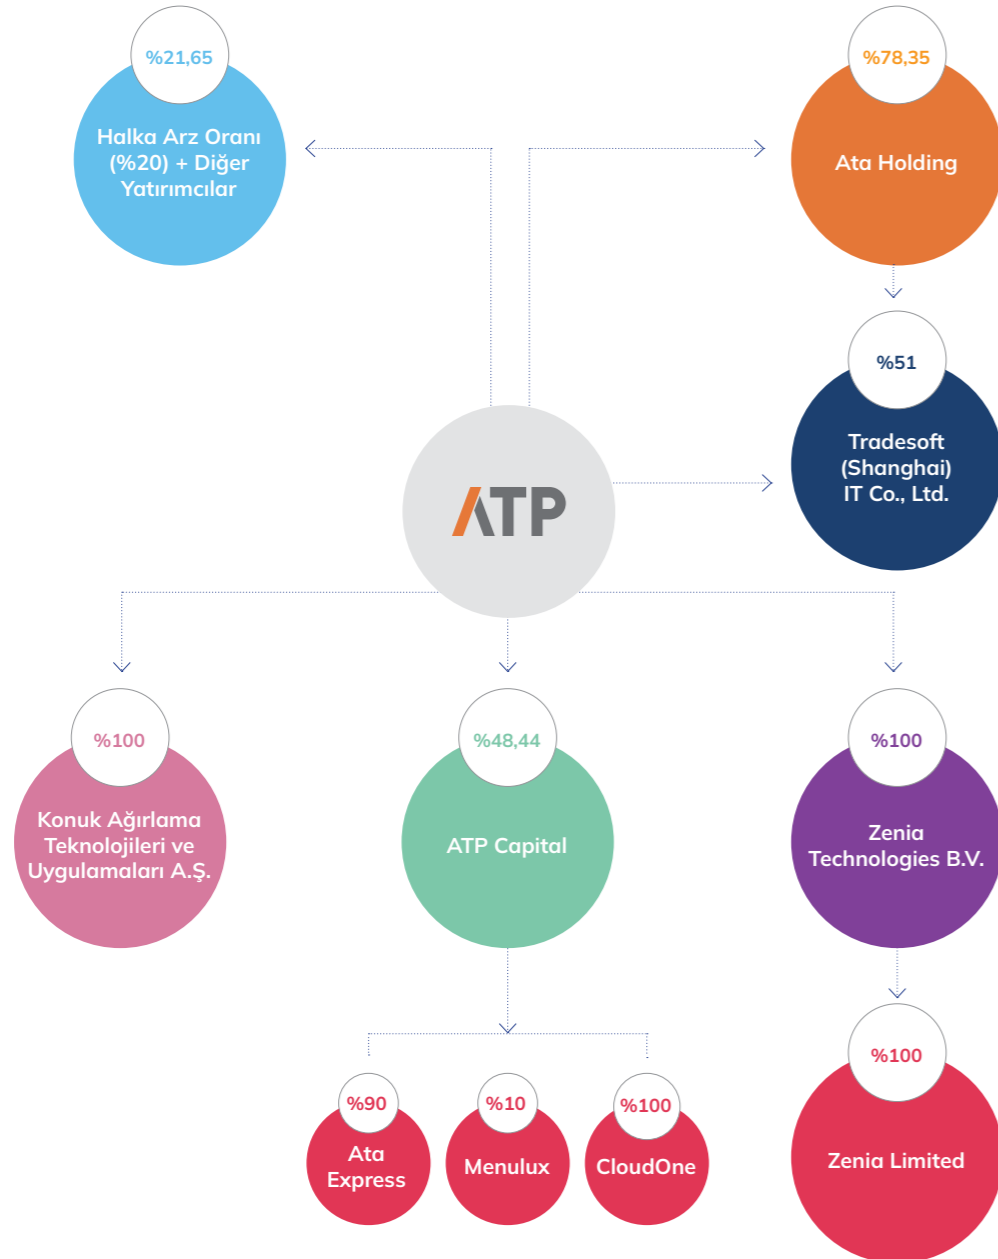 %21,65
Halka Arz Oranı
(%20) + Diğer
Yatırımcılar
%78,35
Ata Holding
%51
Tradesoft
(Shanghai)
IT Co., Ltd.
ATP
%100
Konuk Ağırlama
Teknolojileri ve
Uygulamaları A.Ş.
%48,44
ATP Capital
%100
Zenia
Technologies B.V.
%90
Ata
Express
%10
Menulux
%100
CloudOne
%100
Zenia Limited